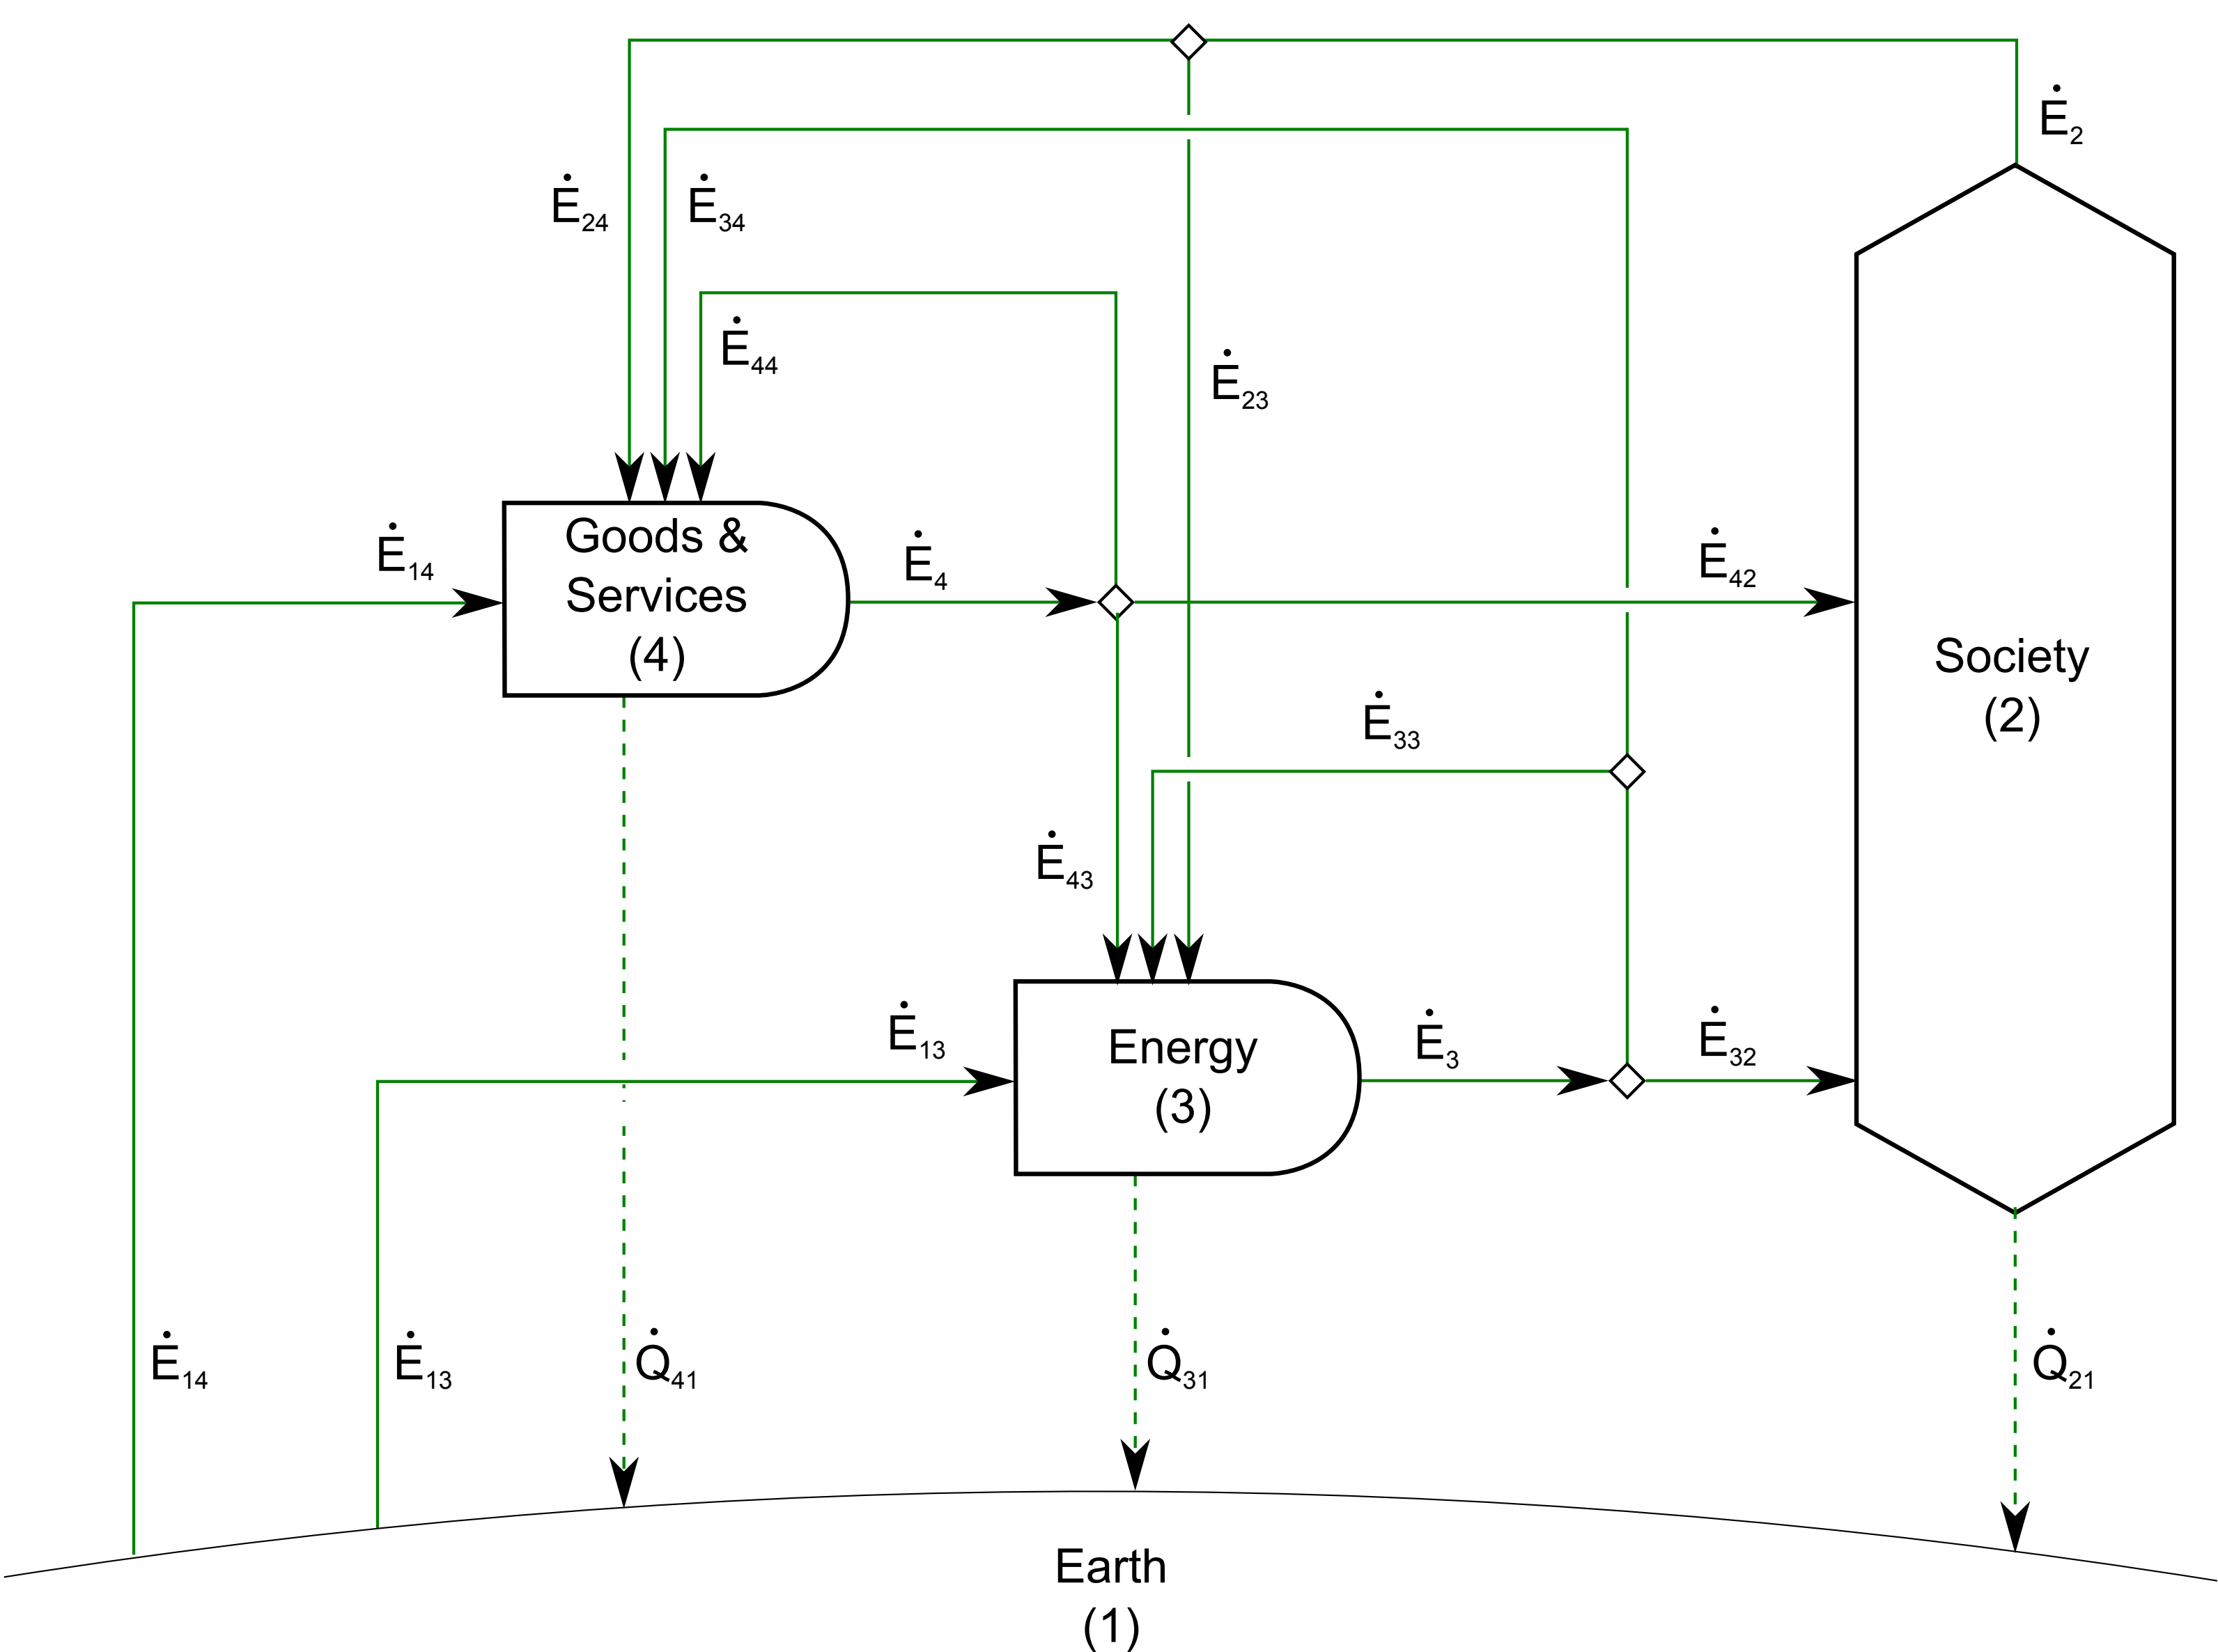 Ė₂
Ė₂₄
Ė₃₄
Ė₄₄
Ė₂₃
Ė₁₄
Goods &
Services
(4)
Ė₄
Ė₄₂
Society
(2)
Ė₃₃
Ė₄₃
Ė₁₃
Energy
(3)
Ė₃
Ė₃₂
Ė₁₄
Ė₁₃
Q̇₄₁
Q̇₃₁
Q̇₂₁
Earth
(1)